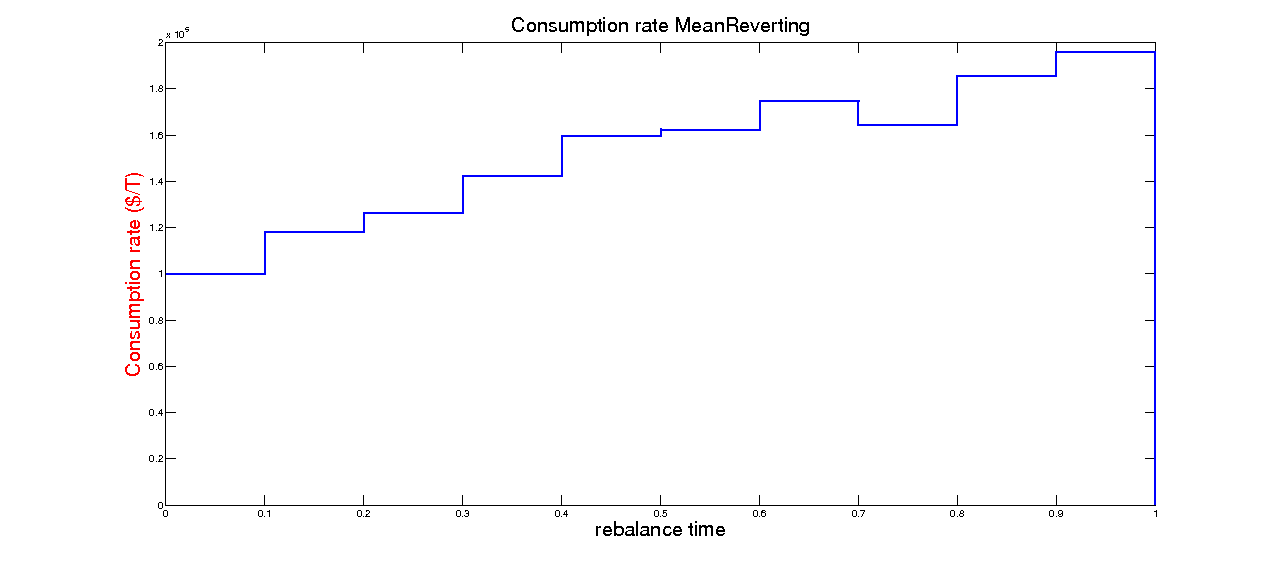 Consumption rate MeanReverting
x 10^5
2
1.8
1.6
1.4
1.2
1
0.8
0.6
0.4
0.2
0
Consumption rate ($/T)
0 0.1 0.2 0.3 0.4 0.5 0.6 0.7 0.8 0.9 1
rebalance time